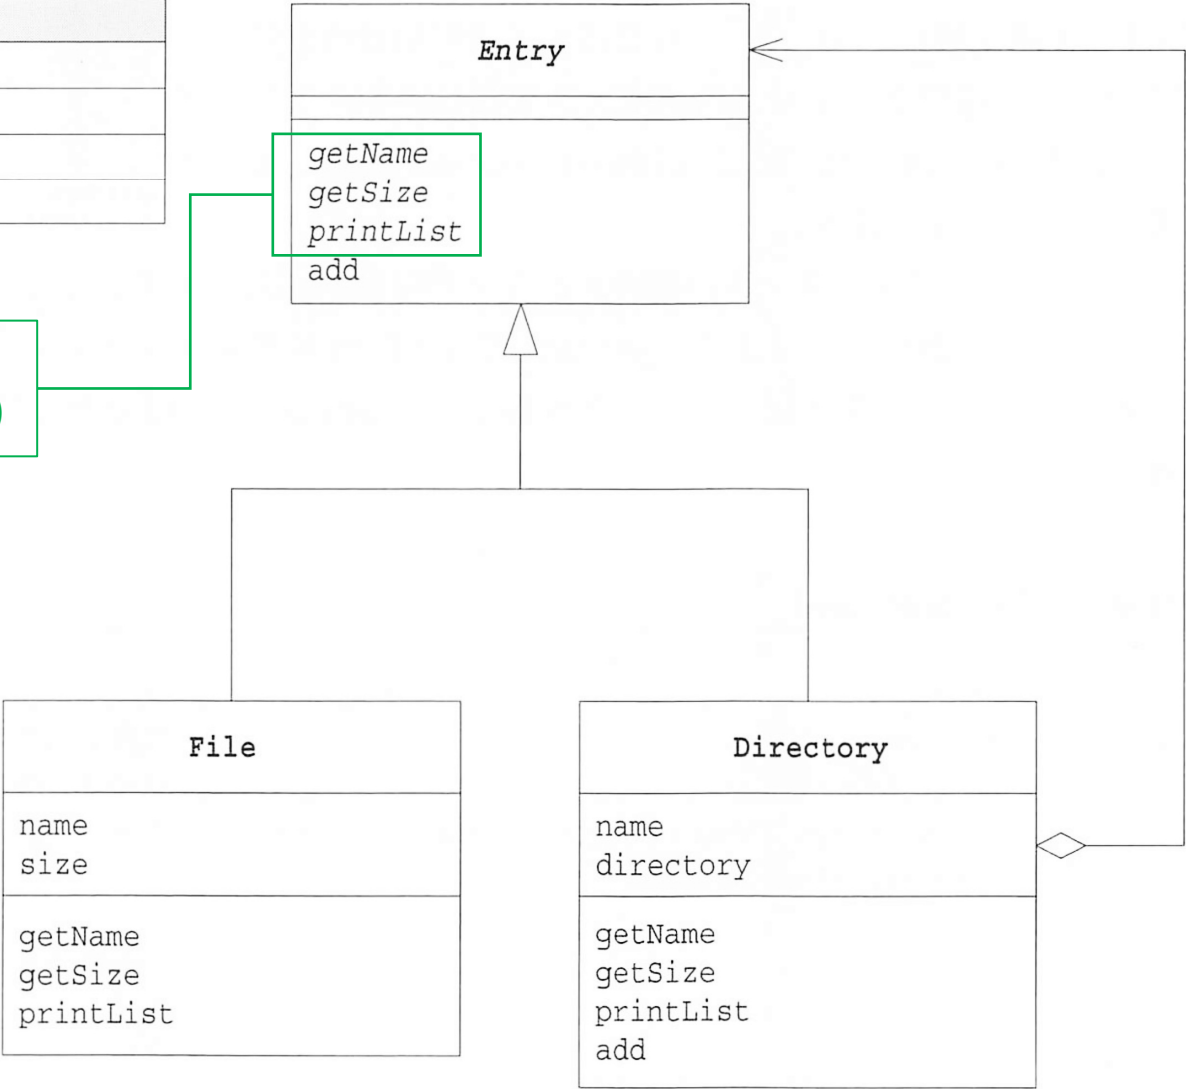 Entry
getName
getSize
printList
add
File
name
size
getName
getSize
printList
Directory
name
directory
getName
getSize
printList
add